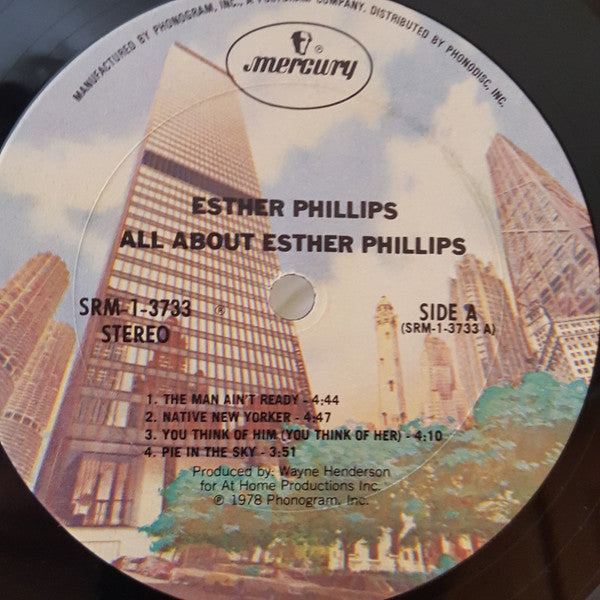 MANUFACTURED BY PHONOGRAM, INC., A POLYGRAM COMPANY. DISTRIBUTED BY PHONODISC, INC.
mercury
®
ESTHER PHILLIPS
ALL ABOUT ESTHER PHILLIPS
SRM-1-3733 ®
STEREO
SIDE A
(SRM-1-3733 A)
1. THE MAN AIN'T READY - 4:44
2. NATIVE NEW YORKER - 4:47
3. YOU THINK OF HIM (YOU THINK OF HER) - 4:10
4. PIE IN THE SKY - 3:51
Produced by: Wayne Henderson
for At Home Productions Inc.
℗ 1978 Phonogram, Inc.